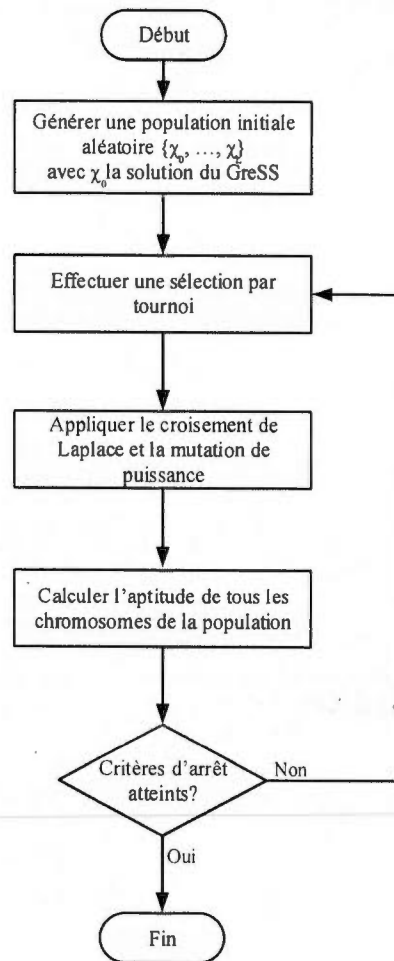 Début
Générer une population initiale
aléatoire {χ₀, …, χ}
avec χ₀ la solution du GreSS
Effectuer une sélection par
tournoi
Appliquer le croisement de
Laplace et la mutation de
puissance
Calculer l'aptitude de tous les
chromosomes de la population
Critères d'arrêt
atteints?
Non
Oui
Fin